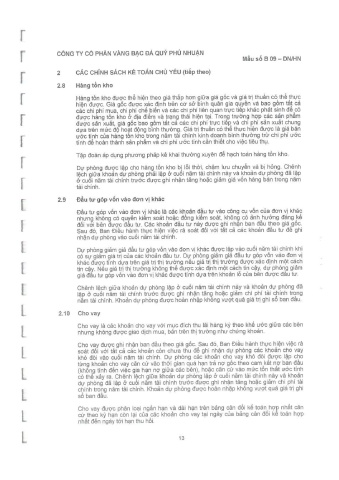 CÔNG TY CỔ PHẦN VÀNG BẠC ĐÁ QUÝ PHÚ NHUẬN
Mẫu số B 09 – DN/HN
2 CÁC CHÍNH SÁCH KẾ TOÁN CHỦ YẾU (tiếp theo)
2.8 Hàng tồn kho
Hàng tồn kho được thể hiện theo giá thấp hơn giữa giá gốc và giá trị thuần có thể thực
hiện được. Giá gốc được xác định trên cơ sở bình quân gia quyền và bao gồm tất cả
các chi phí mua, chi phí chế biến và các chi phí liên quan trực tiếp khác phát sinh để có
được hàng tồn kho ở địa điểm và trạng thái hiện tại. Trong trường hợp các sản phẩm
được sản xuất, giá gốc bao gồm tất cả các chi phí trực tiếp và chi phí sản xuất chung
dựa trên mức độ hoạt động bình thường. Giá trị thuần có thể thực hiện được là giá bán
ước tính của hàng tồn kho trong năm tài chính kinh doanh bình thường trừ chi phí ước
tính để hoàn thành sản phẩm và chi phí ước tính cần thiết cho việc tiêu thụ.
Tập đoàn áp dụng phương pháp kê khai thường xuyên để hạch toán hàng tồn kho.
Dự phòng được lập cho hàng tồn kho bị lỗi thời, chậm lưu chuyển và bị hỏng. Chênh
lệch giữa khoản dự phòng phải lập ở cuối năm tài chính này và khoản dự phòng đã lập
ở cuối năm tài chính trước được ghi nhận tăng hoặc giảm giá vốn hàng bán trong năm
tài chính.
2.9 Đầu tư góp vốn vào đơn vị khác
Đầu tư góp vốn vào đơn vị khác là các khoản đầu tư vào công cụ vốn của đơn vị khác
nhưng không có quyền kiểm soát hoặc đồng kiểm soát, không có ảnh hưởng đáng kể
đối với bên được đầu tư. Các khoản đầu tư này được ghi nhận ban đầu theo giá gốc.
Sau đó, Ban Điều hành thực hiện việc rà soát đối với tất cả các khoản đầu tư để ghi
nhận dự phòng vào cuối năm tài chính.
Dự phòng giảm giá đầu tư góp vốn vào đơn vị khác được lập vào cuối năm tài chính khi
có sự giảm giá trị của các khoản đầu tư. Dự phòng giảm giá đầu tư góp vốn vào đơn vị
khác được tính dựa trên giá trị thị trường nếu giá trị thị trường được xác định một cách
tin cậy. Nếu giá trị thị trường không thể được xác định một cách tin cậy, dự phòng giảm
giá đầu tư góp vốn vào đơn vị khác được tính dựa trên khoản lỗ của bên được đầu tư.
Chênh lệch giữa khoản dự phòng lập ở cuối năm tài chính này và khoản dự phòng đã
lập ở cuối năm tài chính trước được ghi nhận tăng hoặc giảm chi phí tài chính trong
năm tài chính. Khoản dự phòng được hoàn nhập không vượt quá giá trị ghi sổ ban đầu.
2.10 Cho vay
Cho vay là các khoản cho vay với mục đích thu lãi hàng kỳ theo khế ước giữa các bên
nhưng không được giao dịch mua, bán trên thị trường như chứng khoán.
Cho vay được ghi nhận ban đầu theo giá gốc. Sau đó, Ban Điều hành thực hiện việc rà
soát đối với tất cả các khoản còn chưa thu để ghi nhận dự phòng các khoản cho vay
khó đòi vào cuối năm tài chính. Dự phòng các khoản cho vay khó đòi được lập cho
từng khoản cho vay căn cứ vào thời gian quá hạn trả nợ gốc theo cam kết nợ ban đầu
(không tính đến việc gia hạn nợ giữa các bên), hoặc căn cứ vào mức tổn thất ước tính
có thể xảy ra. Chênh lệch giữa khoản dự phòng lập ở cuối năm tài chính này và khoản
dự phòng đã lập ở cuối năm tài chính trước được ghi nhận tăng hoặc giảm chi phí tài
chính trong năm tài chính. Khoản dự phòng được hoàn nhập không vượt quá giá trị ghi
sổ ban đầu.
Cho vay được phân loại ngắn hạn và dài hạn trên bảng cân đối kế toán hợp nhất căn
cứ theo kỳ hạn còn lại của các khoản cho vay tại ngày của bảng cân đối kế toán hợp
nhất đến ngày tới hạn thu hồi.
13